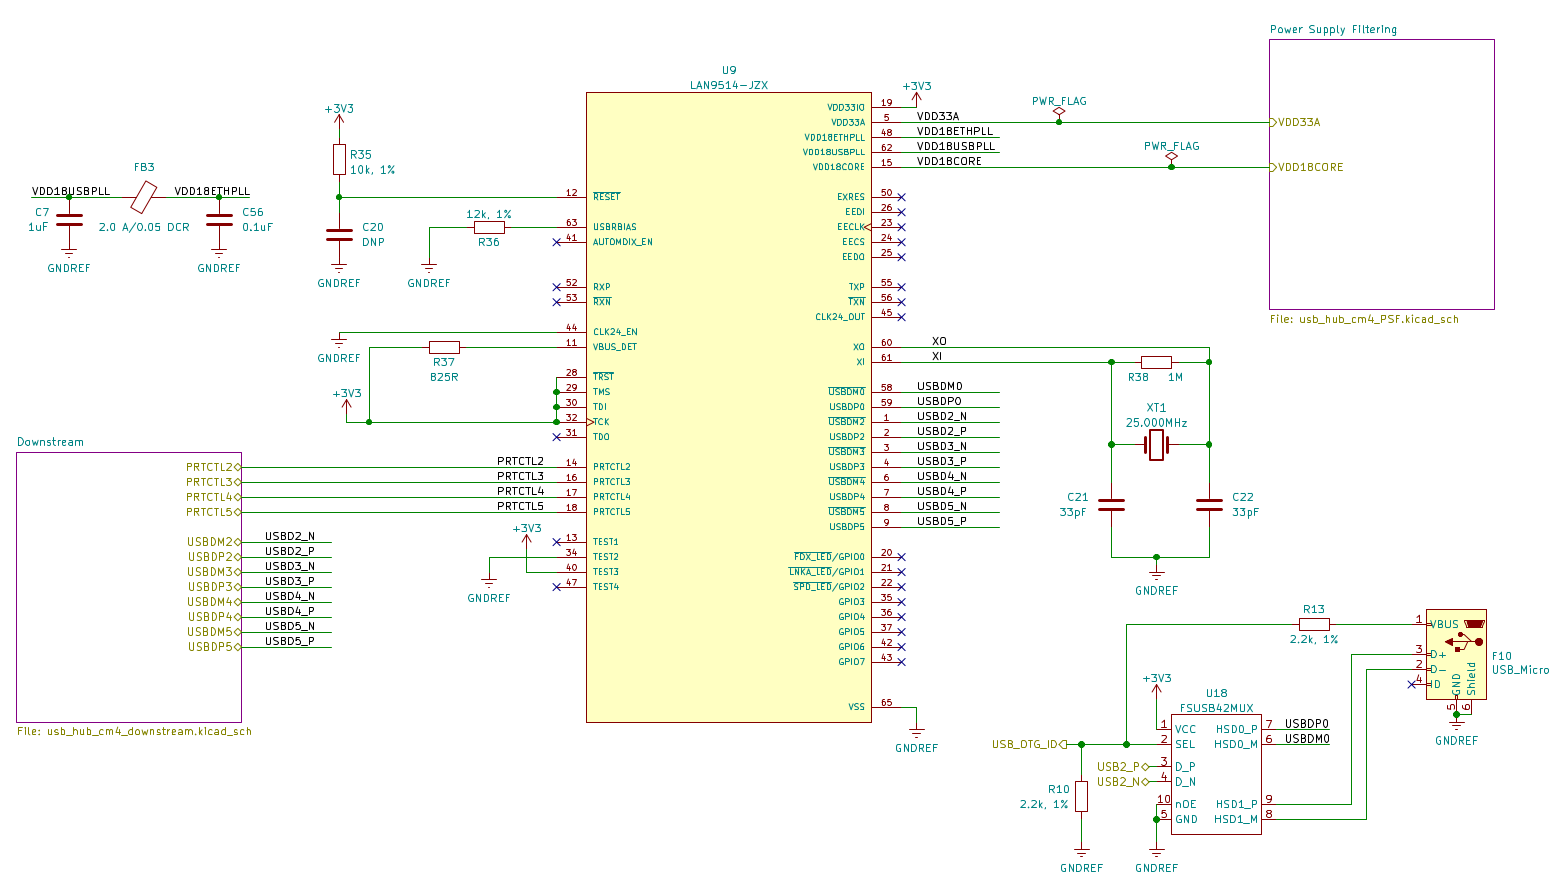 Power Supply Filtering
VDD33A
VDD18CORE
File: usb_hub_cm4_PSF.kicad_sch
PWR_FLAG
PWR_FLAG
VDD18USBPLL
FB3
VDD18ETHPLL
C7
1uF
2.0 A/0.05 DCR
C56
0.1uF
GNDREF
GNDREF
+3V3
R35
10k, 1%
C20
DNP
GNDREF
12k, 1%
R36
GNDREF
GNDREF
R37
825R
+3V3
U9
LAN9514-JZX
12 RESET
63 USBRBIAS
41 AUTOMDIX_EN
52 RXP
53 RXN
44 CLK24_EN
11 VBUS_DET
28 TRST
29 TMS
30 TDI
32 TCK
31 TDO
PRTCTL2 14 PRTCTL2
PRTCTL3 16 PRTCTL3
PRTCTL4 17 PRTCTL4
PRTCTL5 18 PRTCTL5
13 TEST1
34 TEST2
40 TEST3
47 TEST4
+3V3
GNDREF
+3V3
VDD33IO 19
VDD33A 5 VDD33A
VDD18ETHPLL 48 VDD18ETHPLL
VDD18USBPLL 62 VDD18USBPLL
VDD18CORE 15 VDD18CORE
EXRES 50
EEDI 26
EECLK 23
EECS 24
EEDO 25
TXP 55
TXN 56
CLK24_OUT 45
XO 60 XO
XI 61 XI
USBDM0 58 USBDM0
USBDP0 59 USBDP0
USBDM2 1 USBD2_N
USBDP2 2 USBD2_P
USBDM3 3 USBD3_N
USBDP3 4 USBD3_P
USBDM4 6 USBD4_N
USBDP4 7 USBD4_P
USBDM5 8 USBD5_N
USBDP5 9 USBD5_P
FDX_LED/GPIO0 20
LNKA_LED/GPIO1 21
SPD_LED/GPIO2 22
GPIO3 35
GPIO4 36
GPIO5 37
GPIO6 42
GPIO7 43
VSS 65
GNDREF
Downstream
PRTCTL2
PRTCTL3
PRTCTL4
PRTCTL5
USBDM2 USBD2_N
USBDP2 USBD2_P
USBDM3 USBD3_N
USBDP3 USBD3_P
USBDM4 USBD4_N
USBDP4 USBD4_P
USBDM5 USBD5_N
USBDP5 USBD5_P
File: usb_hub_cm4_downstream.kicad_sch
R38 1M
XT1
25.000MHz
C21
33pF
C22
33pF
GNDREF
R13
2.2k, 1%
1 VBUS
3 D+
2 D-
4 ID
GND
Shield
5 6
F10
USB_Micro
GNDREF
+3V3
U18
FSUSB42MUX
1 VCC
2 SEL
3 D_P
4 D_N
10 nOE
5 GND
HSD0_P 7 USBDP0
HSD0_M 6 USBDM0
HSD1_P 9
HSD1_M 8
USB_OTG_ID
USB2_P
USB2_N
R10
2.2k, 1%
GNDREF
GNDREF